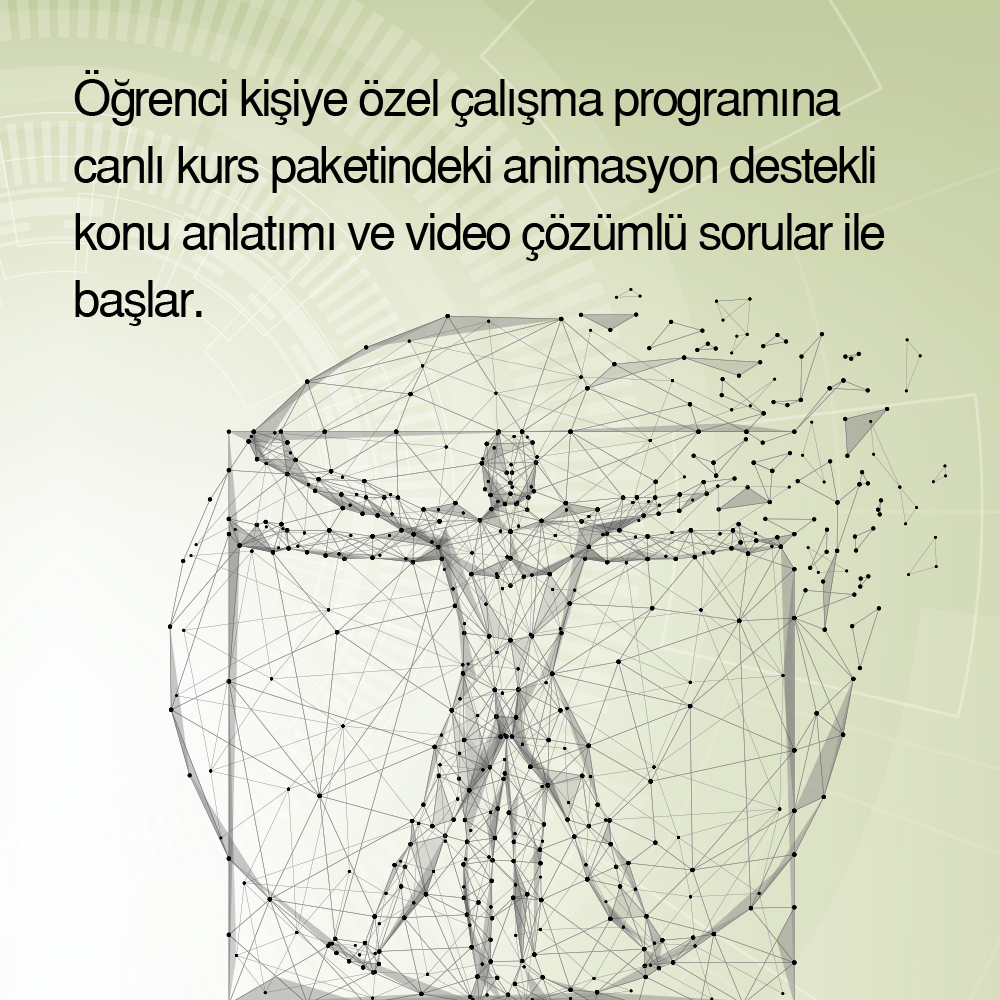 Öğrenci kişiye özel çalışma programına
canlı kurs paketindeki animasyon destekli
konu anlatımı ve video çözümlü sorular ile
başlar.